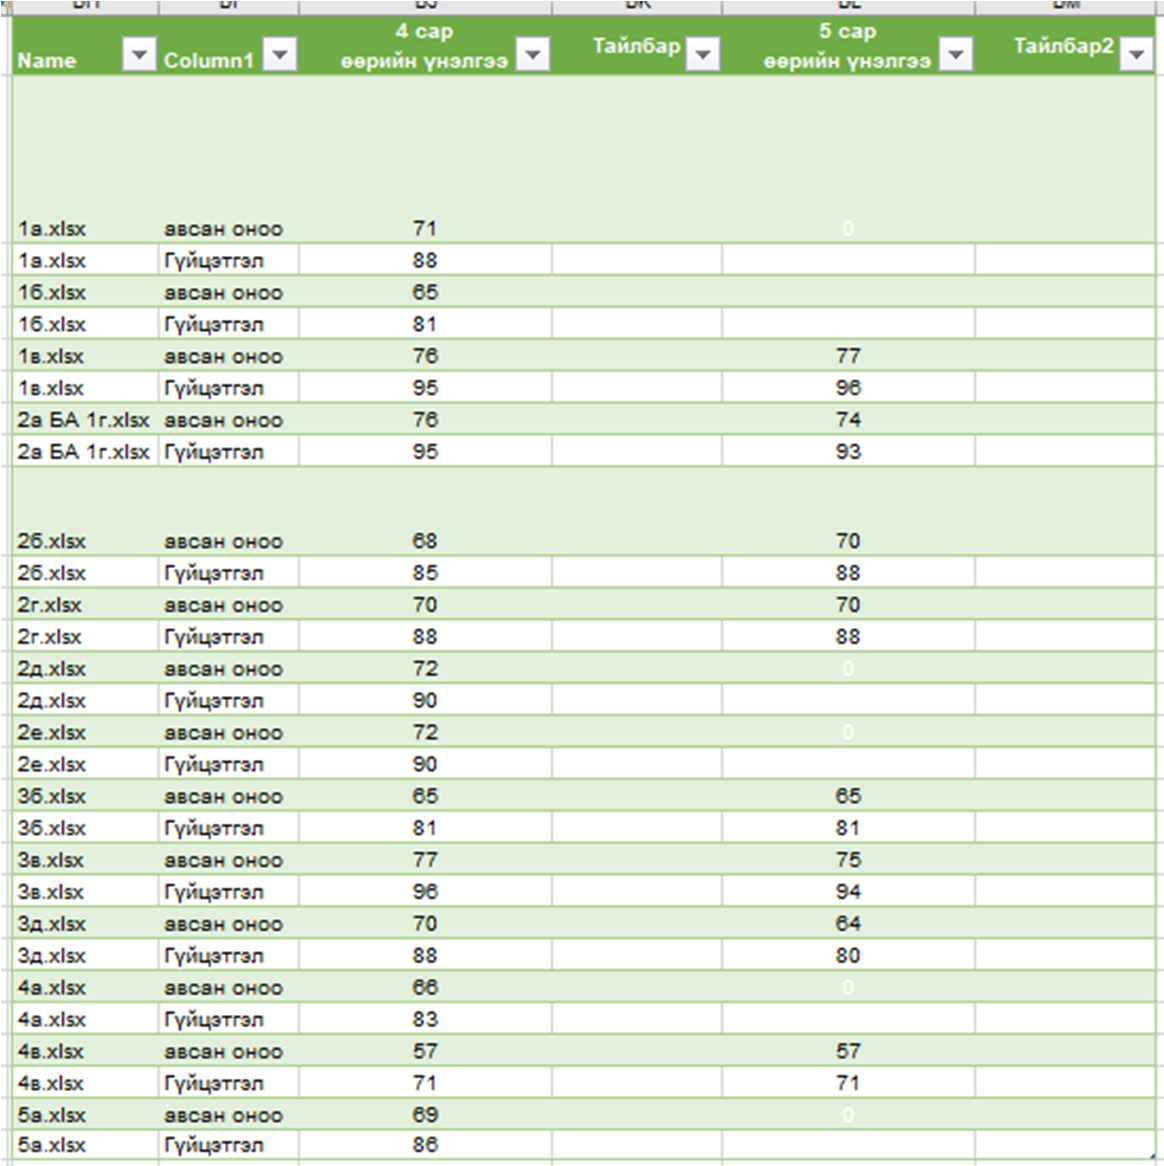 Name Column1 4 сар өөрийн үнэлгээ Тайлбар 5 сар өөрийн үнэлгээ Тайлбар2
1а.xlsx авсан оноо 71 0
1а.xlsx Гүйцэтгэл 88
1б.xlsx авсан оноо 65
1б.xlsx Гүйцэтгэл 81
1в.xlsx авсан оноо 76 77
1в.xlsx Гүйцэтгэл 95 96
2а БА 1г.xlsx авсан оноо 76 74
2а БА 1г.xlsx Гүйцэтгэл 95 93
2б.xlsx авсан оноо 68 70
2б.xlsx Гүйцэтгэл 85 88
2г.xlsx авсан оноо 70 70
2г.xlsx Гүйцэтгэл 88 88
2д.xlsx авсан оноо 72 0
2д.xlsx Гүйцэтгэл 90
2е.xlsx авсан оноо 72 0
2е.xlsx Гүйцэтгэл 90
3б.xlsx авсан оноо 65 65
3б.xlsx Гүйцэтгэл 81 81
3в.xlsx авсан оноо 77 75
3в.xlsx Гүйцэтгэл 96 94
3д.xlsx авсан оноо 70 64
3д.xlsx Гүйцэтгэл 88 80
4а.xlsx авсан оноо 66 0
4а.xlsx Гүйцэтгэл 83
4в.xlsx авсан оноо 57 57
4в.xlsx Гүйцэтгэл 71 71
5а.xlsx авсан оноо 69 0
5а.xlsx Гүйцэтгэл 86